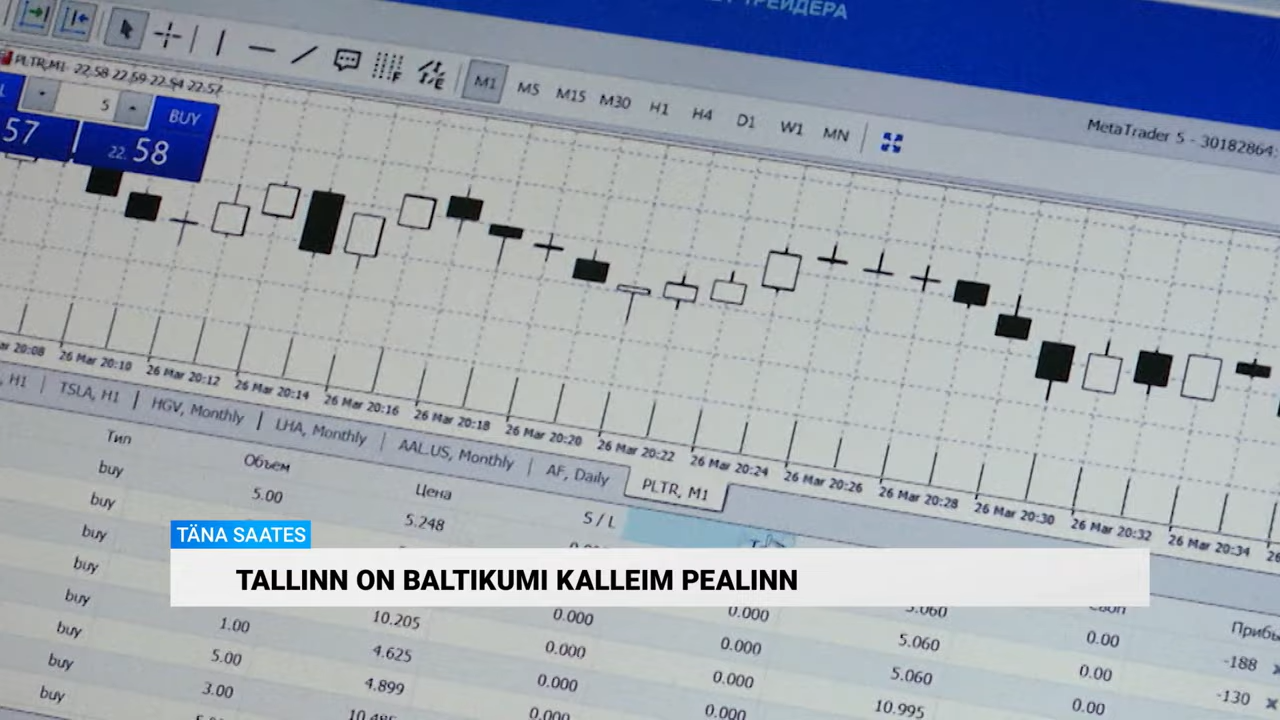 ТРЕЙДЕРА
PLTR,M1 22.58 22.59 22.54 22.57
M1 M5 M15 M30 H1 H4 D1 W1 MN
MetaTrader 5 - 30182864
5 BUY
57 22.58
20:08 26 Mar 20:10 26 Mar 20:12 26 Mar 20:14 26 Mar 20:16 26 Mar 20:18 26 Mar 20:20 26 Mar 20:22 26 Mar 20:24 26 Mar 20:26 26 Mar 20:28 26 Mar 20:30 26 Mar 20:32 26 Mar 20:34
H1 TSLA, H1 HGV, Monthly LHA, Monthly AAL.US, Monthly AF, Daily PLTR, M1
Тип Объем Цена S / L
buy 5.00 5.248
buy
buy
TÄNA SAATES
TALLINN ON BALTIKUMI KALLEIM PEALINN
Прибы
buy 10.205 0.000 0.000 5.060
buy 1.00 4.625 0.000 0.000 5.060 0.00 -188
buy 5.00 4.899 0.000 0.000 5.060 0.00 -130
buy 3.00 0.000 0.000 10.995 0.00
buy